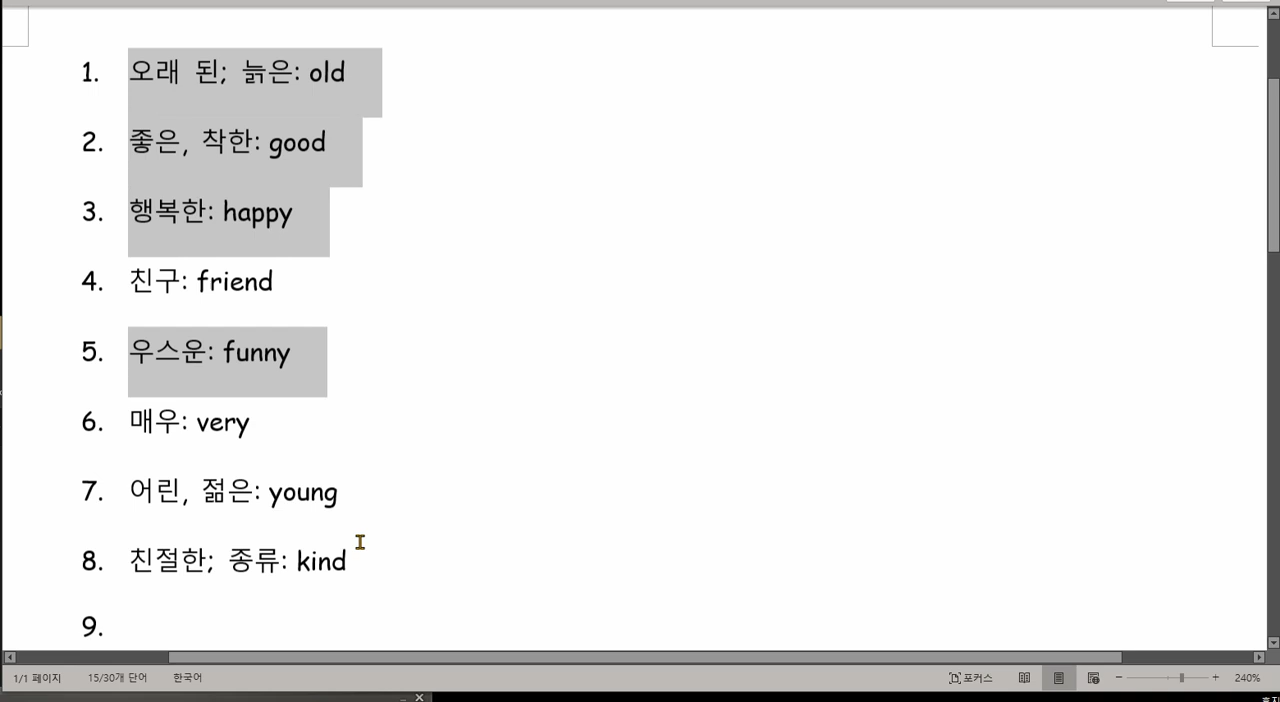 1. 오래 된; 늙은: old
2. 좋은, 착한: good
3. 행복한: happy
4. 친구: friend
5. 우스운: funny
6. 매우: very
7. 어린, 젊은: young
8. 친절한; 종류: kind
9.
1/1 페이지 15/30개 단어 한국어 포커스 240%